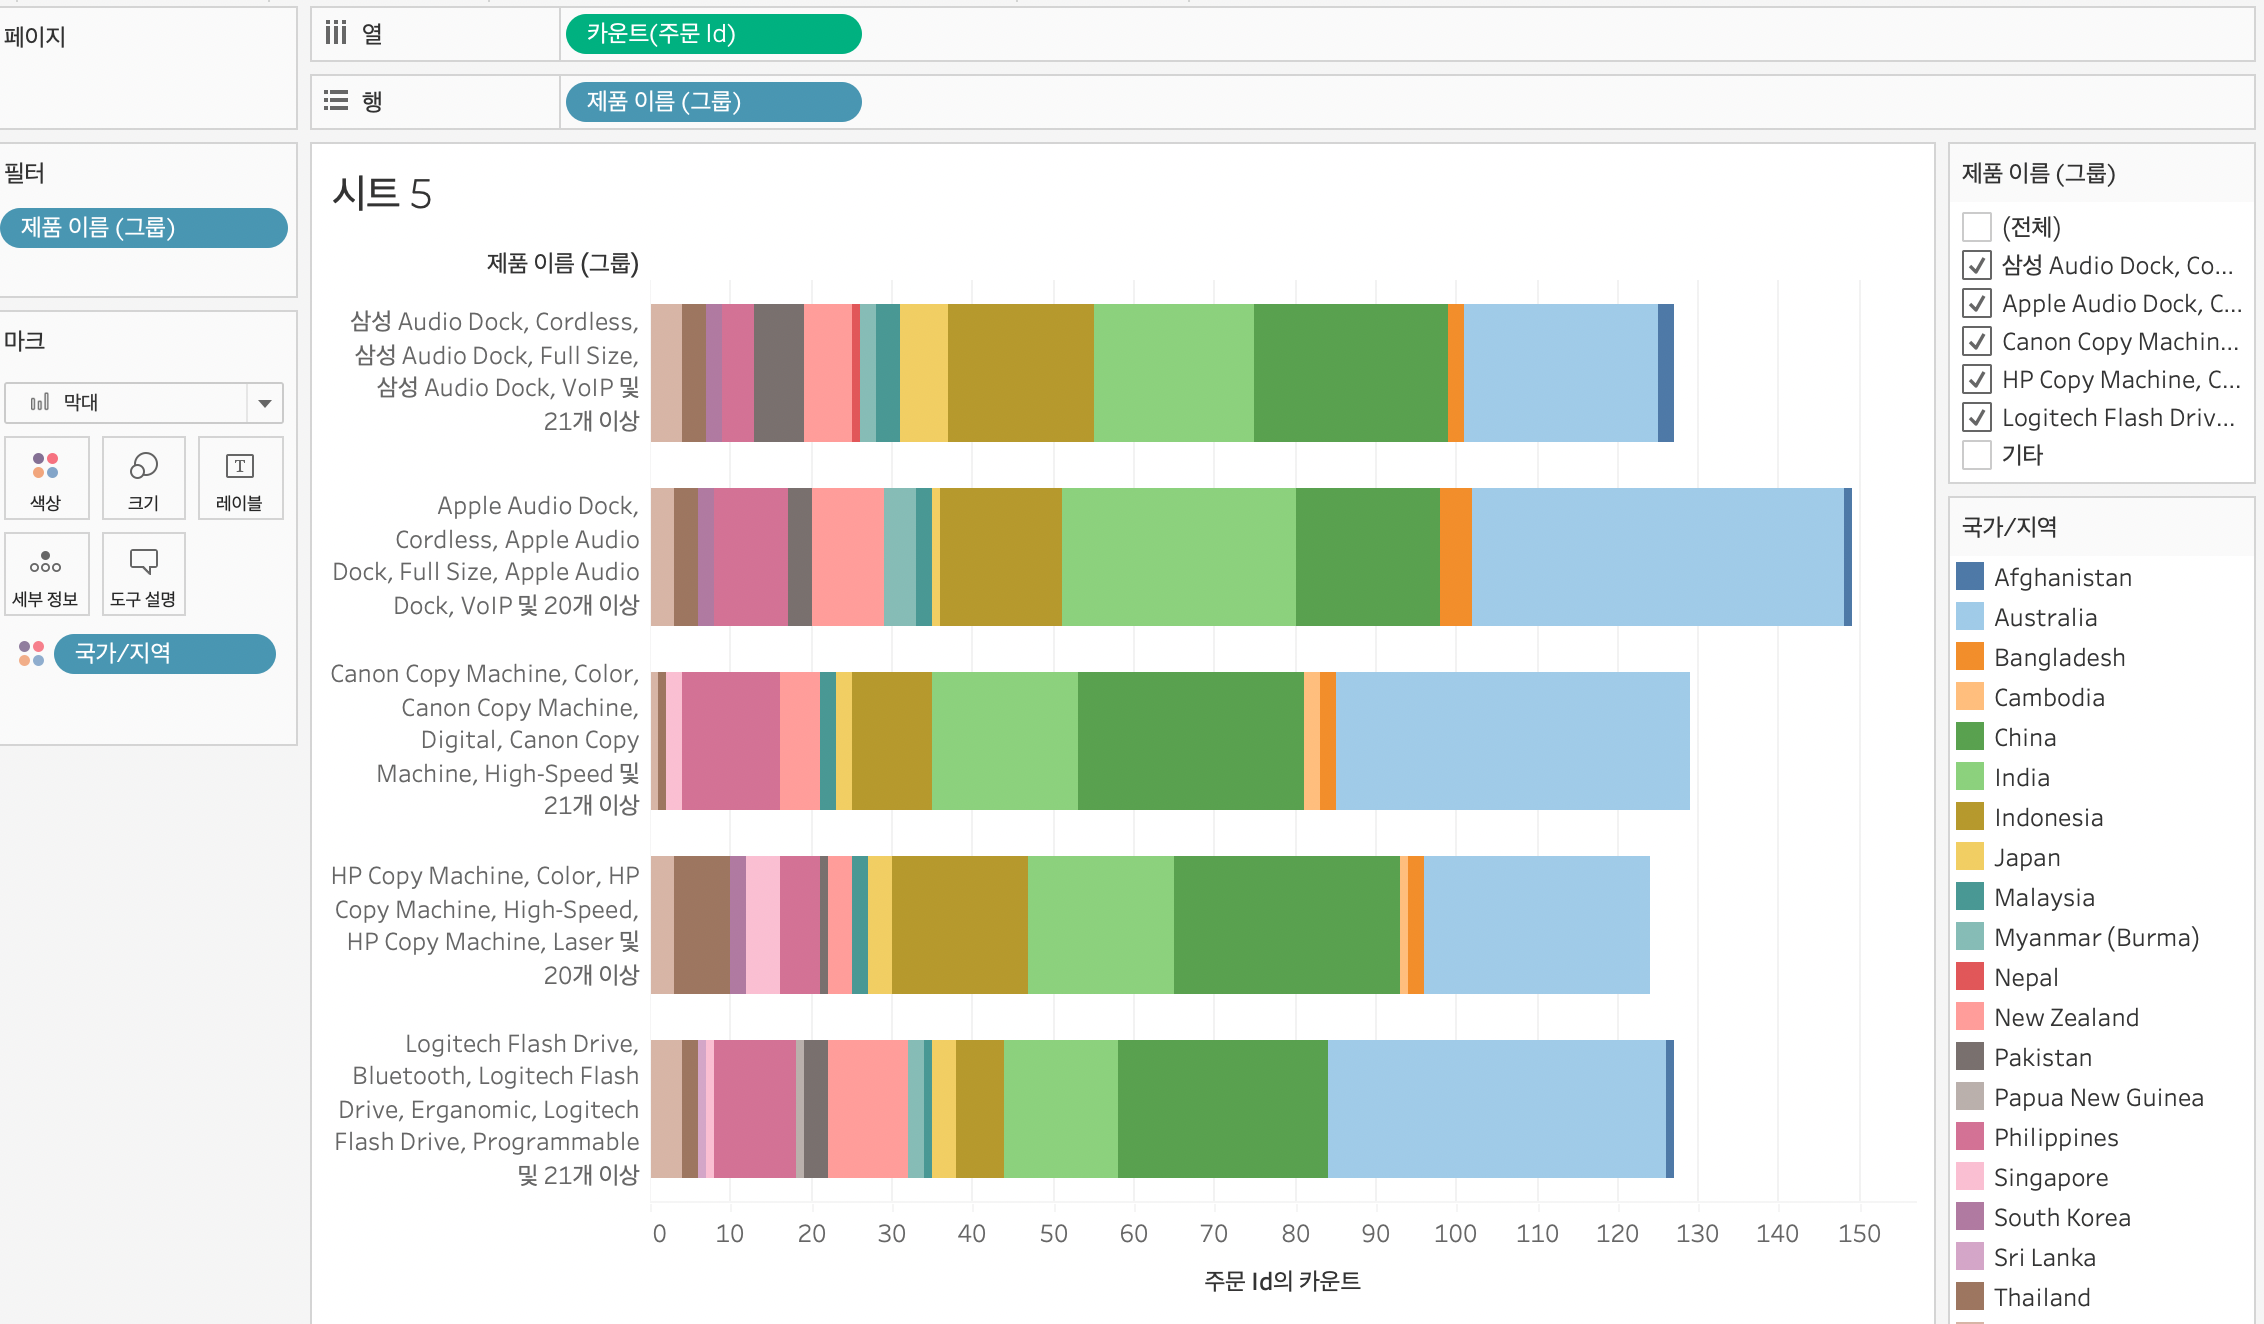 페이지
열
카운트(주문 Id)
행
제품 이름 (그룹)
필터
제품 이름 (그룹)
마크
막대
색상
크기
레이블
세부 정보
도구 설명
국가/지역
시트 5
제품 이름 (그룹)
삼성 Audio Dock, Cordless,
삼성 Audio Dock, Full Size,
삼성 Audio Dock, VoIP 및
21개 이상
Apple Audio Dock,
Cordless, Apple Audio
Dock, Full Size, Apple Audio
Dock, VoIP 및 20개 이상
Canon Copy Machine, Color,
Canon Copy Machine,
Digital, Canon Copy
Machine, High-Speed 및
21개 이상
HP Copy Machine, Color, HP
Copy Machine, High-Speed,
HP Copy Machine, Laser 및
20개 이상
Logitech Flash Drive,
Bluetooth, Logitech Flash
Drive, Erganomic, Logitech
Flash Drive, Programmable
및 21개 이상
0 10 20 30 40 50 60 70 80 90 100 110 120 130 140 150
주문 Id의 카운트
제품 이름 (그룹)
(전체)
삼성 Audio Dock, Co...
Apple Audio Dock, C...
Canon Copy Machin...
HP Copy Machine, C...
Logitech Flash Driv...
기타
국가/지역
Afghanistan
Australia
Bangladesh
Cambodia
China
India
Indonesia
Japan
Malaysia
Myanmar (Burma)
Nepal
New Zealand
Pakistan
Papua New Guinea
Philippines
Singapore
South Korea
Sri Lanka
Thailand